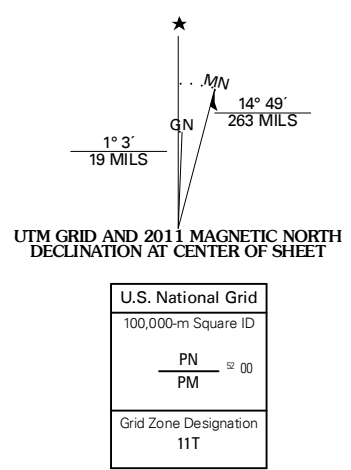 ★
MN
GN
14° 49´
263 MILS
1° 3´
19 MILS
UTM GRID AND 2011 MAGNETIC NORTH
DECLINATION AT CENTER OF SHEET
U.S. National Grid
100,000-m Square ID
PN
52 00
PM
Grid Zone Designation
11T